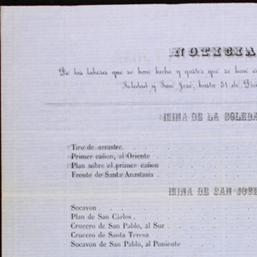 NOTICIA
De las labores que se han hecho y gastos que se han
Soledad y San José, hasta 31 de
MINA DE LA SOLEDA
Tiro de arrastre
Primer cañon, al Oriente
Plan sobre el primer cañon
Frente de Santa Anastasia
MINA DE SAN
Socavon
Plan de San Cárlos
Crucero de San Pablo, al Sur
Crucero de Santa Teresa
Socavon de San Pablo, al Poniente